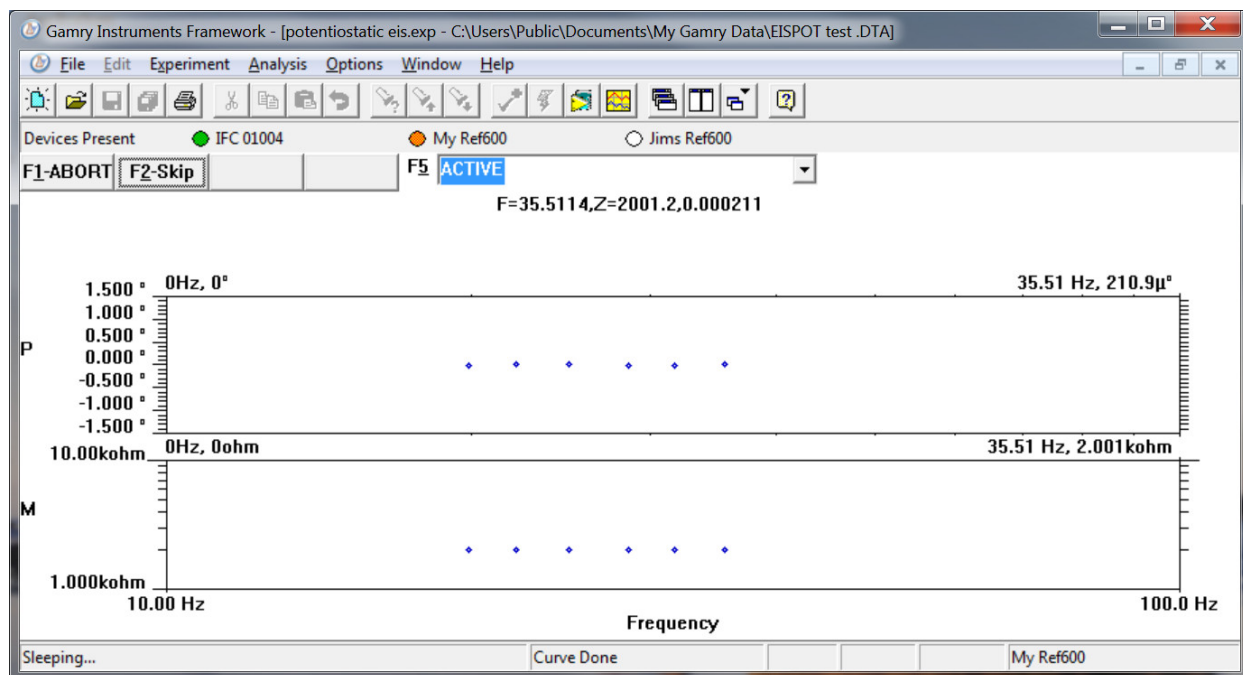 Gamry Instruments Framework - [potentiostatic eis.exp - C:\Users\Public\Documents\My Gamry Data\EISPOT test .DTA]
File Edit Experiment Analysis Options Window Help
Devices Present IFC 01004 My Ref600 Jims Ref600
F1-ABORT F2-Skip F5 ACTIVE
F=35.5114,Z=2001.2,0.000211
0Hz, 0° 35.51 Hz, 210.9µ°
1.500 °
1.000 °
0.500 °
P
0.000 °
-0.500 °
-1.000 °
-1.500 °
0Hz, 0ohm 35.51 Hz, 2.001kohm
10.00kohm
M
1.000kohm
10.00 Hz 100.0 Hz
Frequency
Sleeping... Curve Done My Ref600